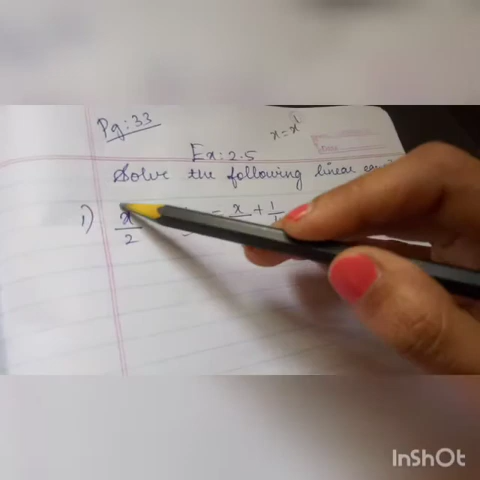 Pg: 33
x = x¹
Ex: 2.5
Solve the following linear
i) x/2 = x + 1
InShOt